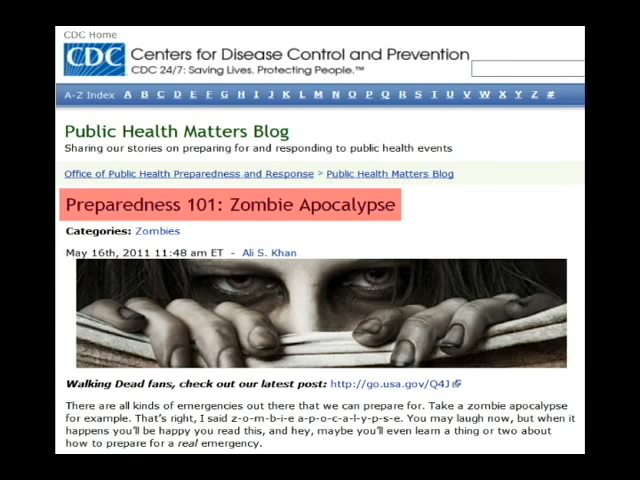 CDC Home
CDC
Centers for Disease Control and Prevention
CDC 24/7: Saving Lives. Protecting People.™
A-Z Index A B C D E F G H I J K L M N O P Q R S T U V W X Y Z #
Public Health Matters Blog
Sharing our stories on preparing for and responding to public health events
Office of Public Health Preparedness and Response > Public Health Matters Blog
Preparedness 101: Zombie Apocalypse
Categories: Zombies
May 16th, 2011 11:48 am ET - Ali S. Khan
Walking Dead fans, check out our latest post: http://go.usa.gov/Q4J
There are all kinds of emergencies out there that we can prepare for. Take a zombie apocalypse
for example. That's right, I said z-o-m-b-i-e a-p-o-c-a-l-y-p-s-e. You may laugh now, but when it
happens you'll be happy you read this, and hey, maybe you'll even learn a thing or two about
how to prepare for a real emergency.